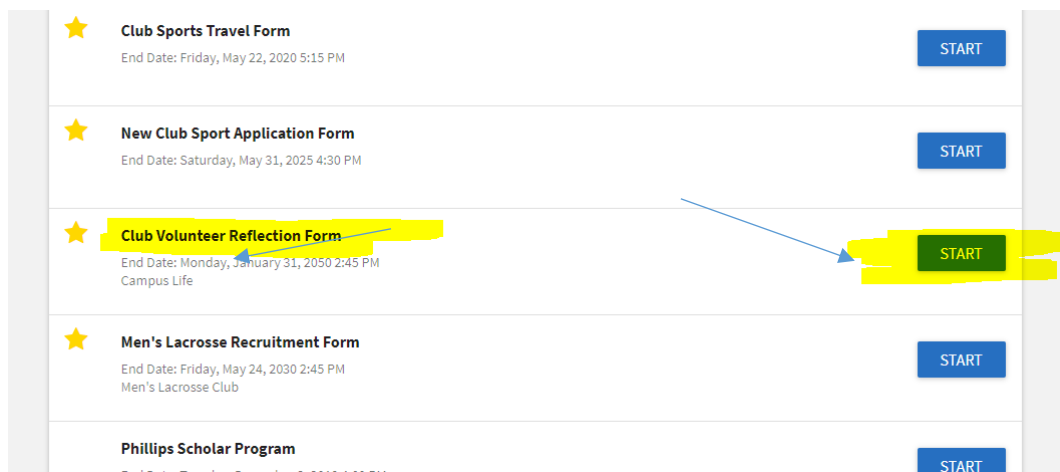 Club Sports Travel Form
End Date: Friday, May 22, 2020 5:15 PM
START
New Club Sport Application Form
End Date: Saturday, May 31, 2025 4:30 PM
START
Club Volunteer Reflection Form
End Date: Monday, January 31, 2050 2:45 PM
Campus Life
START
Men's Lacrosse Recruitment Form
End Date: Friday, May 24, 2030 2:45 PM
Men's Lacrosse Club
START
Phillips Scholar Program
START